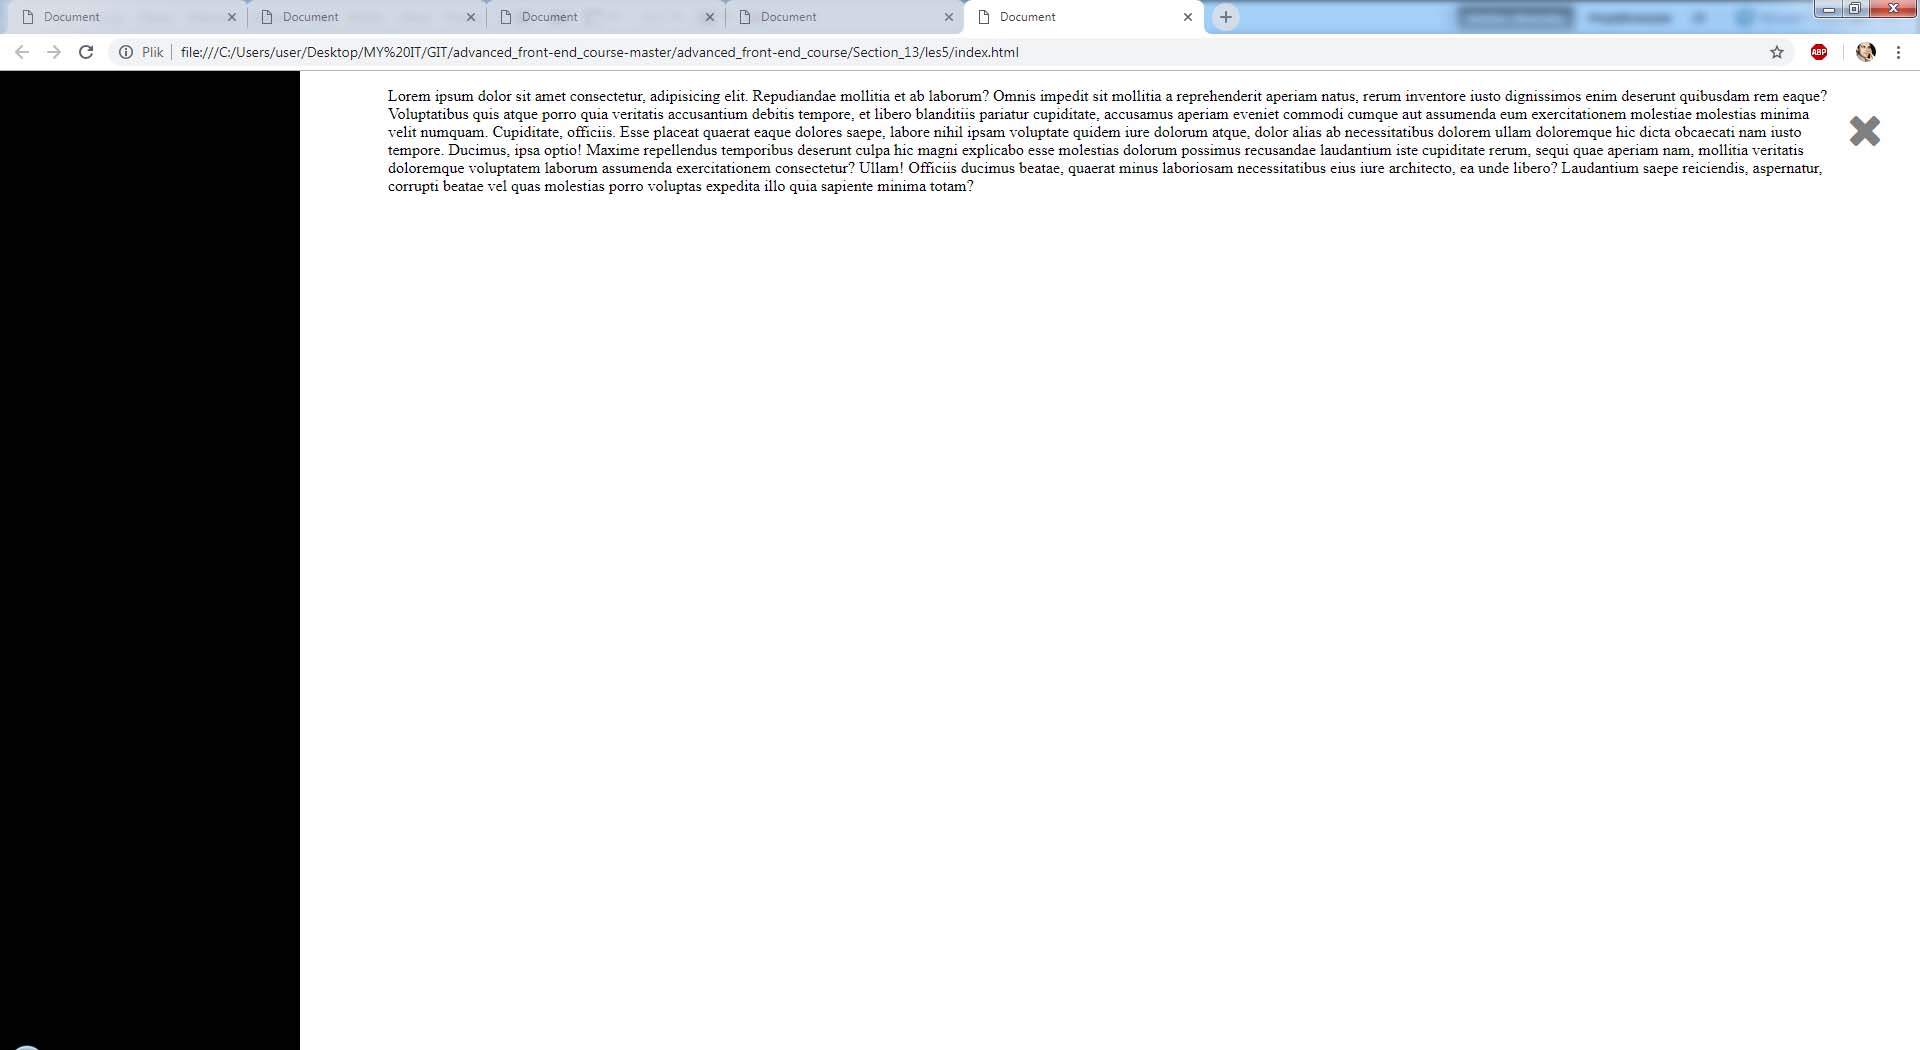 Document
Document
Document
Document
Document
Plik
file:///C:/Users/user/Desktop/MY%20IT/GIT/advanced_front-end_course-master/advanced_front-end_course/Section_13/les5/index.html
ABP
Lorem ipsum dolor sit amet consectetur, adipisicing elit. Repudiandae mollitia et ab laborum? Omnis impedit sit mollitia a reprehenderit aperiam natus, rerum inventore iusto dignissimos enim deserunt quibusdam rem eaque?
Voluptatibus quis atque porro quia veritatis accusantium debitis tempore, et libero blanditiis pariatur cupiditate, accusamus aperiam eveniet commodi cumque aut assumenda eum exercitationem molestiae molestias minima
velit numquam. Cupiditate, officiis. Esse placeat quaerat eaque dolores saepe, labore nihil ipsam voluptate quidem iure dolorum atque, dolor alias ab necessitatibus dolorem ullam doloremque hic dicta obcaecati nam iusto
tempore. Ducimus, ipsa optio! Maxime repellendus temporibus deserunt culpa hic magni explicabo esse molestias dolorum possimus recusandae laudantium iste cupiditate rerum, sequi quae aperiam nam, mollitia veritatis
doloremque voluptatem laborum assumenda exercitationem consectetur? Ullam! Officiis ducimus beatae, quaerat minus laboriosam necessitatibus eius iure architecto, ea unde libero? Laudantium saepe reiciendis, aspernatur,
corrupti beatae vel quas molestias porro voluptas expedita illo quia sapiente minima totam?